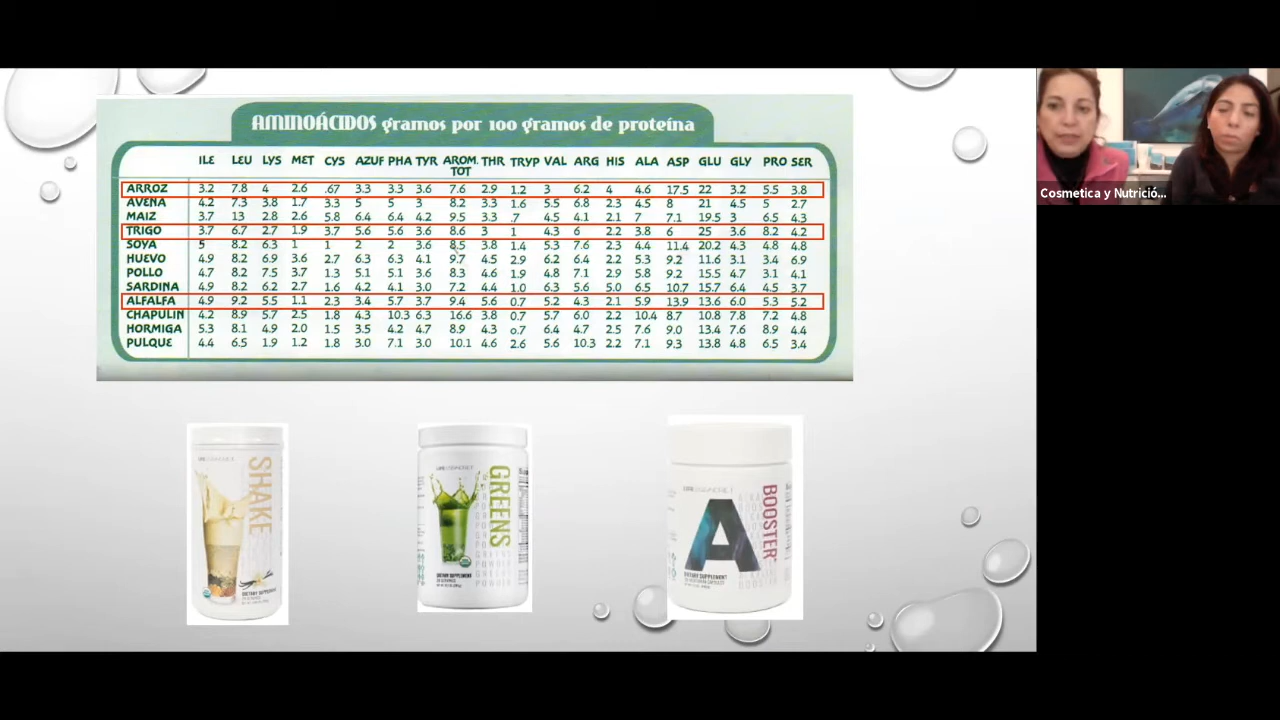 AMINOÁCIDOS gramos por 100 gramos de proteína
ILE LEU LYS MET CYS AZUF PHA TYR AROM. TOT THR TRYP VAL ARG HIS ALA ASP GLU GLY PRO SER
ARROZ 3.2 7.8 4 2.6 .67 3.3 3.3 3.6 7.6 2.9 1.2 3 6.2 4 4.6 17.5 22 3.2 5.5 3.8
AVENA 4.2 7.3 3.8 1.7 3.3 5 5 3 8.2 3.3 1.6 5.5 6.8 2.3 4.5 8 21 4.5 5 2.7
MAIZ 3.7 13 2.8 2.6 5.8 6.4 6.4 4.2 9.5 3.3 .7 4.5 4.1 2.1 7 7.1 19.5 3 6.5 4.3
TRIGO 3.7 6.7 2.7 1.9 3.7 5.6 5.6 3.6 8.6 3 1 4.3 6 2.2 3.8 6 25 3.6 8.2 4.2
SOYA 5 8.2 6.3 1 1 2 2 3.6 8.5 3.8 1.4 5.3 7.6 2.3 4.4 11.4 20.2 4.3 4.8 4.8
HUEVO 4.9 8.2 6.9 3.6 2.7 6.3 6.3 4.1 9.7 4.5 2.9 6.2 6.4 2.2 5.3 9.2 11.6 3.1 3.4 6.9
POLLO 4.7 8.2 7.5 3.7 1.3 5.1 5.1 3.6 8.3 4.6 1.9 4.8 7.1 2.9 5.8 9.2 15.5 4.7 3.1 4.1
SARDINA 4.9 8.2 6.2 2.7 1.6 4.2 4.1 3.0 7.2 4.4 1.0 6.3 5.6 5.0 6.5 10.7 15.7 6.4 4.5 3.7
ALFALFA 4.9 9.2 5.5 1.1 2.3 3.4 5.7 3.7 9.4 5.6 0.7 5.2 4.3 2.1 5.9 13.9 13.6 6.0 5.3 5.2
CHAPULIN 4.2 8.9 5.7 2.5 1.8 4.3 10.3 6.3 16.6 3.8 0.7 5.7 6.0 2.2 10.4 8.7 10.8 7.8 7.2 4.8
HORMIGA 5.3 8.1 4.9 2.0 1.5 3.5 4.2 4.7 8.9 4.3 0.7 6.4 4.7 2.5 7.6 9.0 13.4 7.6 8.9 4.4
PULQUE 4.4 6.5 1.9 1.2 1.8 3.0 7.1 3.0 10.1 4.6 2.6 5.6 10.3 2.2 7.1 9.3 13.8 4.8 6.5 3.4
Cosmetica y Nutrició...
SHAKE
DIETARY SUPPLEMENT
GREENS
DIETARY SUPPLEMENT
A
BOOSTER
DIETARY SUPPLEMENT